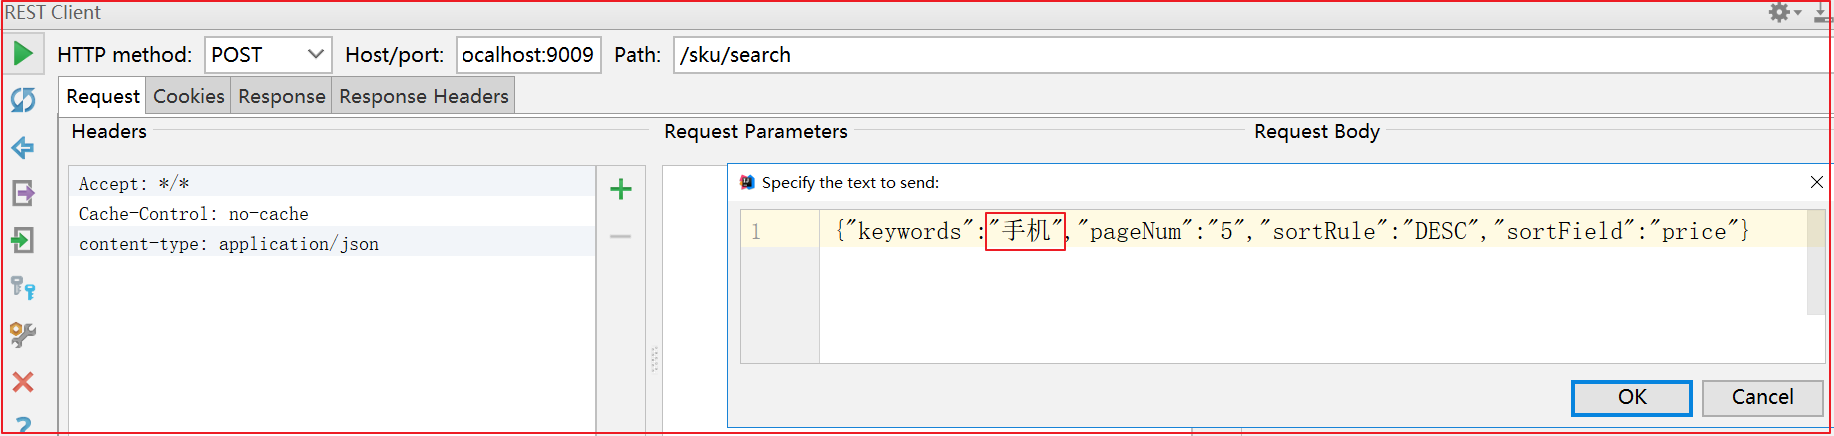 REST Client
HTTP method: POST Host/port: ocalhost:9009 Path: /sku/search
Request Cookies Response Response Headers
Headers Request Parameters Request Body
Accept: */*
Cache-Control: no-cache
content-type: application/json
Specify the text to send:
1 {"keywords":"手机","pageNum":"5","sortRule":"DESC","sortField":"price"}
OK Cancel
?